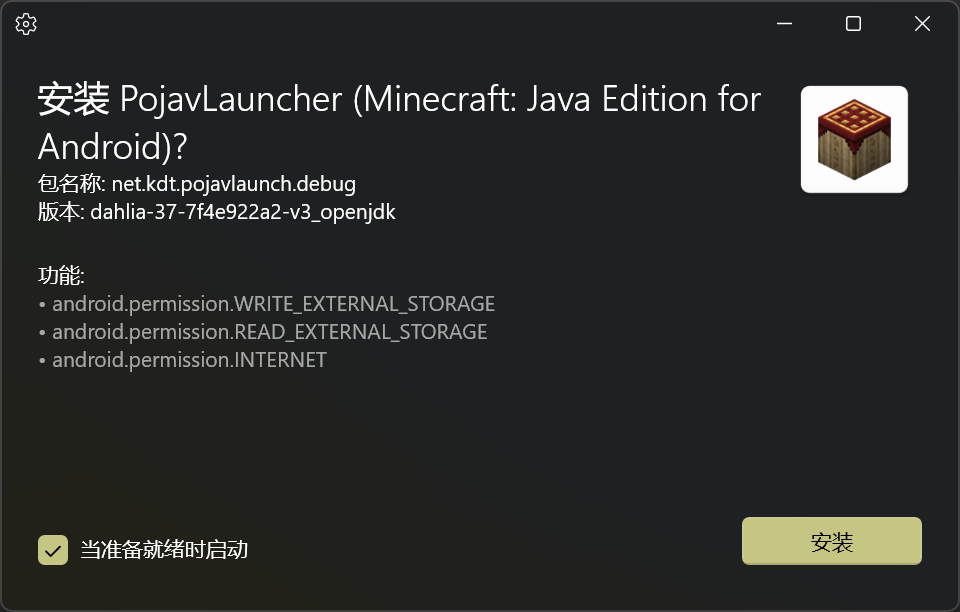 安装 PojavLauncher (Minecraft: Java Edition for
Android)?
包名称: net.kdt.pojavlaunch.debug
版本: dahlia-37-7f4e922a2-v3_openjdk
功能:
• android.permission.WRITE_EXTERNAL_STORAGE
• android.permission.READ_EXTERNAL_STORAGE
• android.permission.INTERNET
当准备就绪时启动
安装